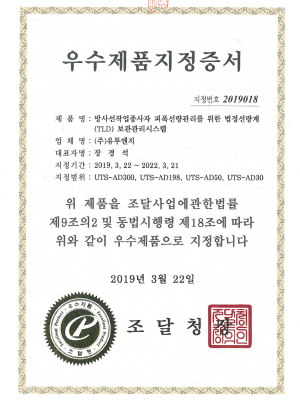 우수제품지정증서
지정번호 2019018
제 품 명 : 방사선작업종사자 피폭선량관리를 위한 법정선량계
(TLD) 보관관리시스템
업 체 명 : (주)유투엔지
대표자명 : 장 경 석
지정기간 : 2019. 3. 22 ~ 2022. 3. 21
지정범위 : UTS-AD300, UTS-AD198, UTS-AD50, UTS-AD30
위 제품을 조달사업에관한법률
제9조의2 및 동법시행령 제18조에 따라
위와 같이 우수제품으로 지정합니다
2019년 3월 22일
조 달 청 장